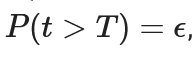 P(t > T) = ϵ,